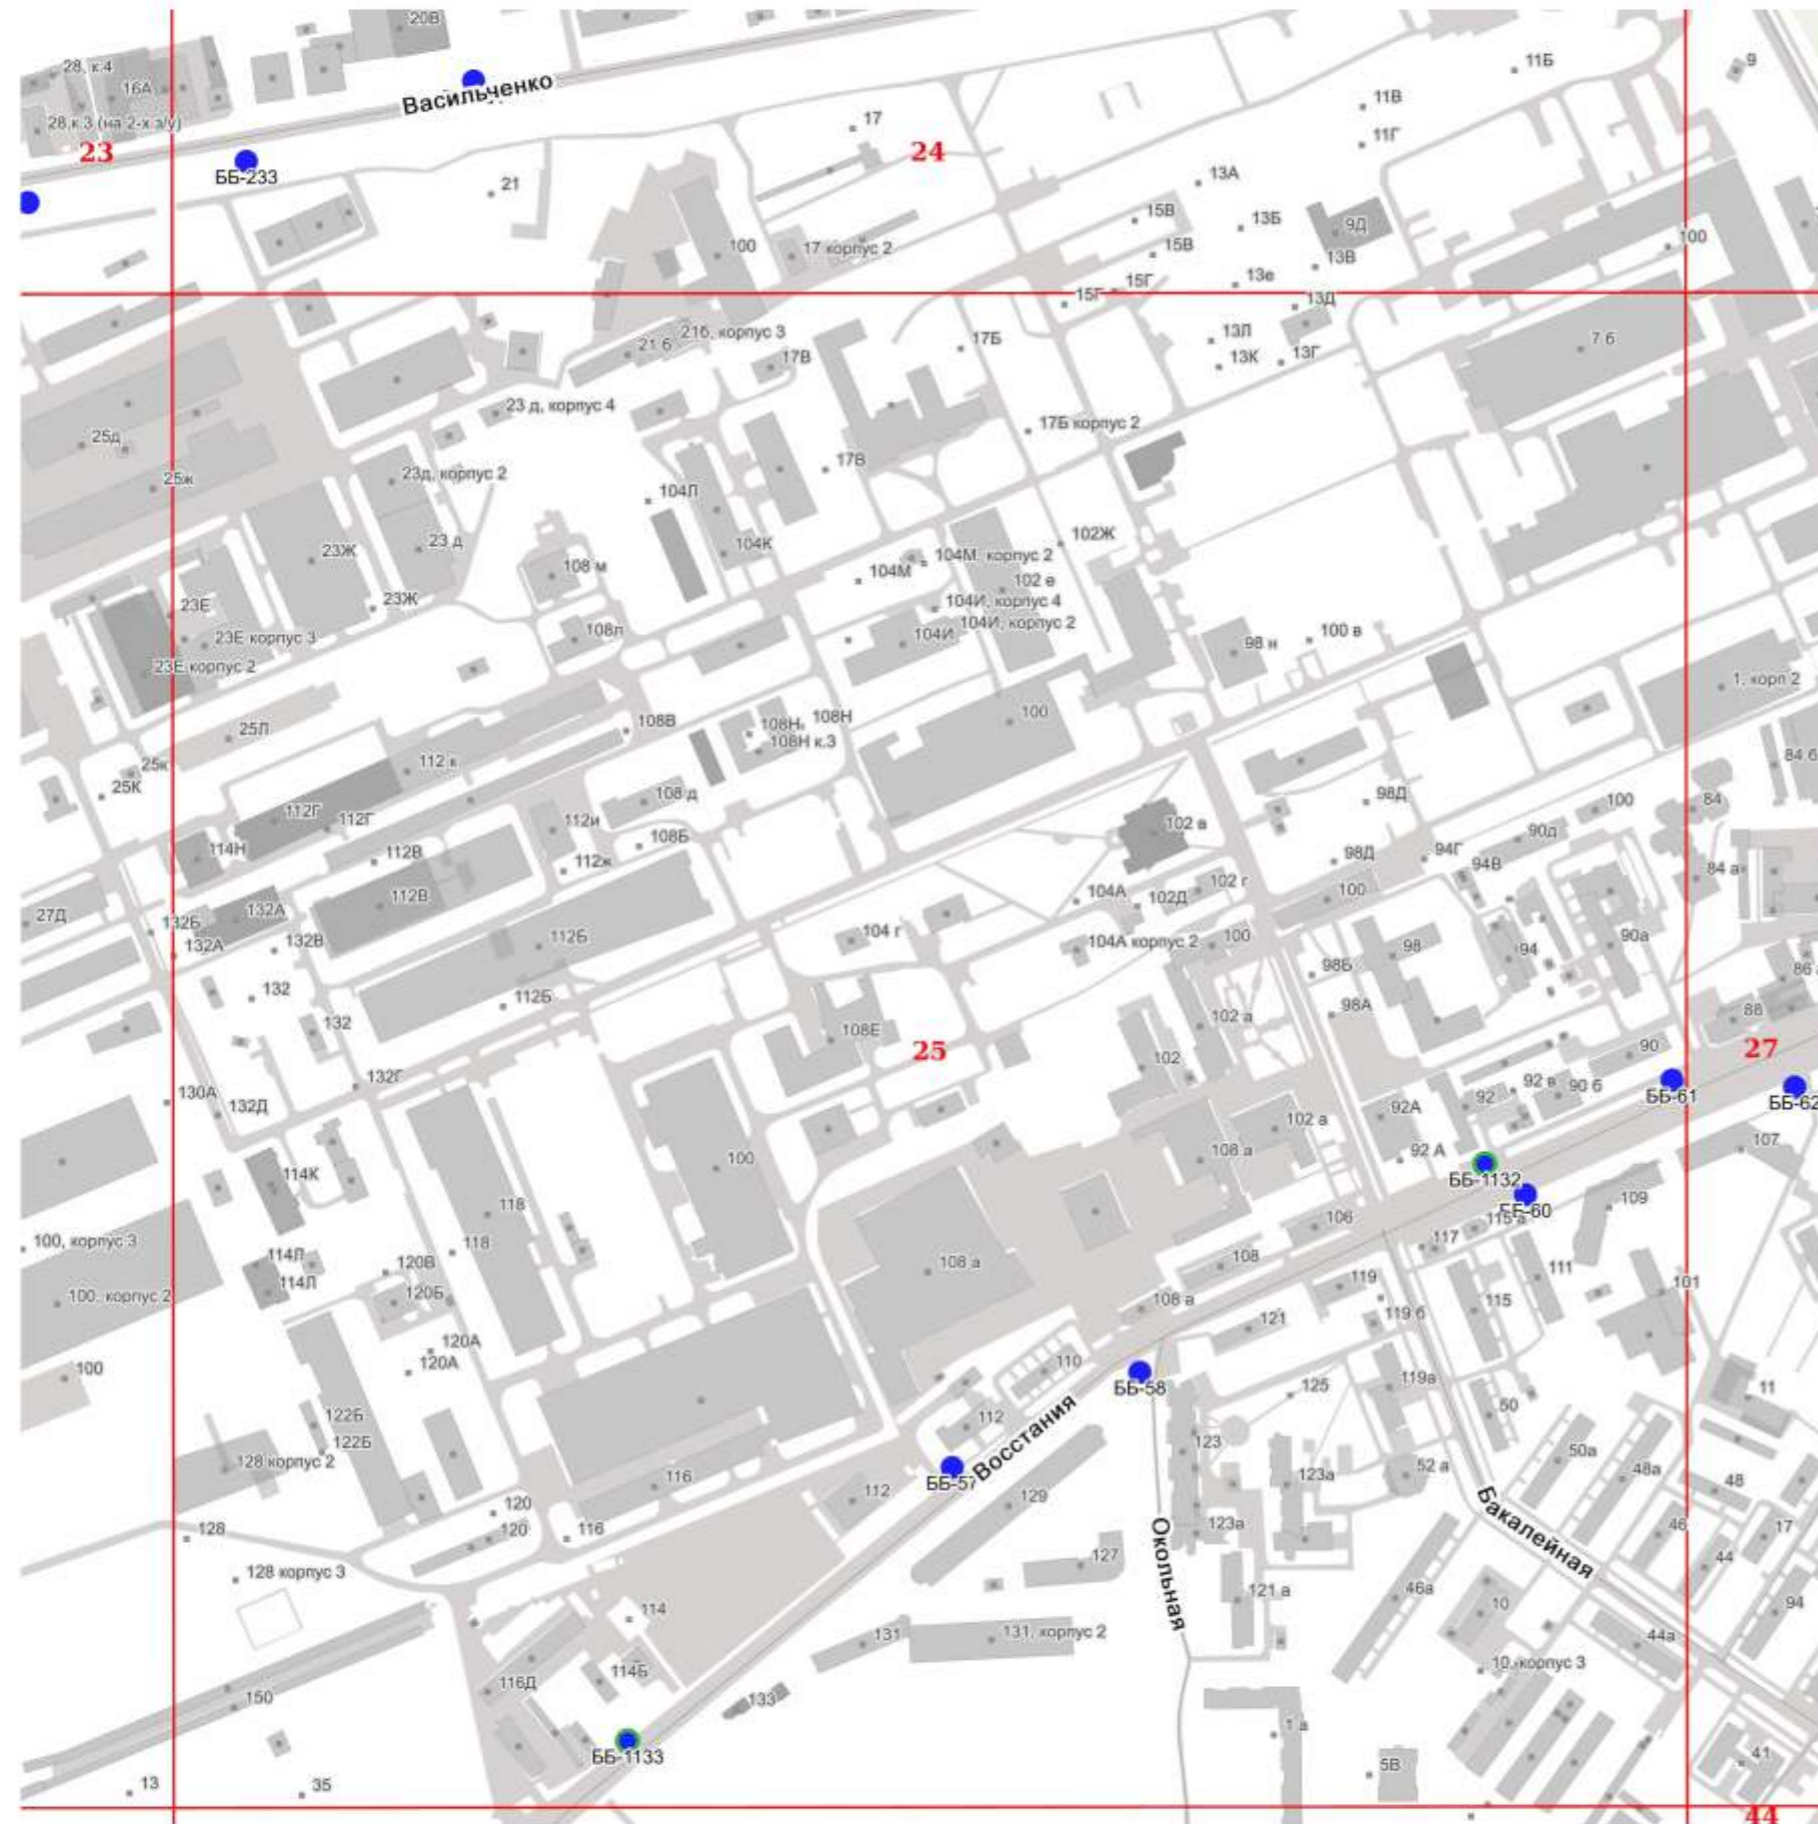 20В
28, к.4
16А
Васильченко
28,к.3 (на 2-х з/у)
23
ББ-233
17
24
21
11Б
9
11В
11Г
13А
15В
13Б
9Д
100
17 корпус 2
15В
13В
100
13е
15Г
15Г
13Д
21б, корпус 3
21 б
17В
17Б
13Л
13К
13Г
7 б
23 д, корпус 4
17Б корпус 2
25д
25ж
23д, корпус 2
17В
104Л
23Ж
23 д
104К
102Ж
108 м
104М, корпус 2
104М
102 е
23Е
23Ж
104И, корпус 4
104И, корпус 2
23Е корпус 3
108л
104И
98 н
100 в
23Е корпус 2
1, корп 2
25Л
108В
108Н,
108Н
108Н к.3
100
25к
25К
112 к
84 б
108 д
98Д
100
84
112Г
112Г
112и
108Б
102 в
90д
114Н
112В
112ж
98Д
94Г
94В
84 а
112В
104А
102Д
102 г
100
27Д
132Б
132А
132А
132В
112Б
104 г
104А корпус 2
100
98
94
90а
98Б
86
132
112Б
132
108Е
102 а
98А
88
25
102
90
27
130А
132Д
132Г
92
92 в
90 б
ББ-61
ББ-62
102 а
92А
107
100
108 а
92 А
114К
ББ-1132
ББ-60
109
118
106
115 а
117
100, корпус 3
114Л
114Л
120В
118
108 а
108
119
111
100, корпус 2
120Б
108 а
119 б
115
101
121
120А
120А
110
100
ББ-58
125
119в
11
122Б
122Б
112
Восстания
123
50
50а
128 корпус 2
116
ББ-57
123а
52 а
48а
48
112
129
120
120
116
123а
Бакалейная
46
17
128
127
Окольная
44
128 корпус 3
121 а
46а
10
94
114
131
131, корпус 2
44а
116Д
114Б
10, корпус 3
150
133
1 а
ББ-1133
41
13
35
5В
44